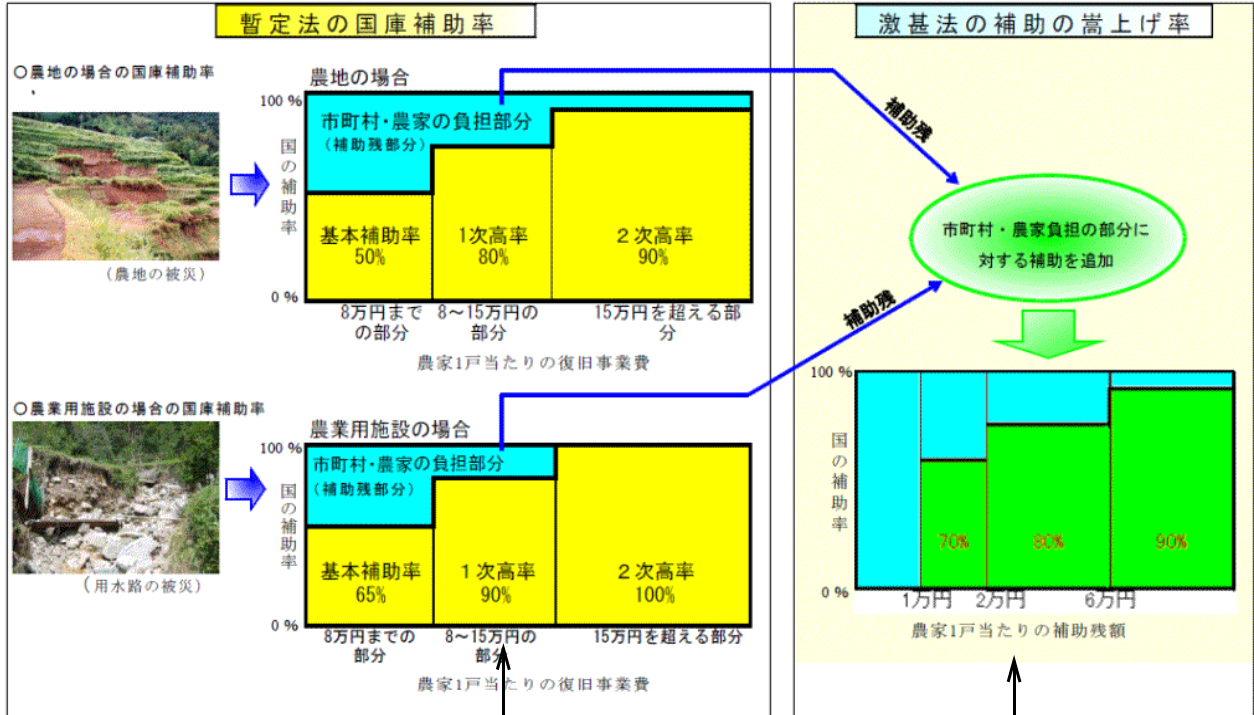 暫定法の国庫補助率
〇農地の場合の国庫補助率
(農地の被災)
農地の場合
100 %
国の補助率
0 %
市町村・農家の負担部分
(補助残部分)
基本補助率
50%
1次高率
80%
2次高率
90%
8万円まで
の部分
8〜15万円の
部分
15万円を超える部
分
農家1戸当たりの復旧事業費
〇農業用施設の場合の国庫補助率
(用水路の被災)
農業用施設の場合
100 %
国の補助率
0 %
市町村・農家の負担部分
(補助残部分)
基本補助率
65%
1次高率
90%
2次高率
100%
8万円までの
部分
8〜15万円の
部分
15万円を超える部分
農家1戸当たりの復旧事業費
激甚法の補助の嵩上げ率
補助残
補助残
市町村・農家負担の部分に
対する補助を追加
100 %
国の補助率
0 %
70%
80%
90%
1万円
2万円
6万円
農家1戸当たりの補助残額